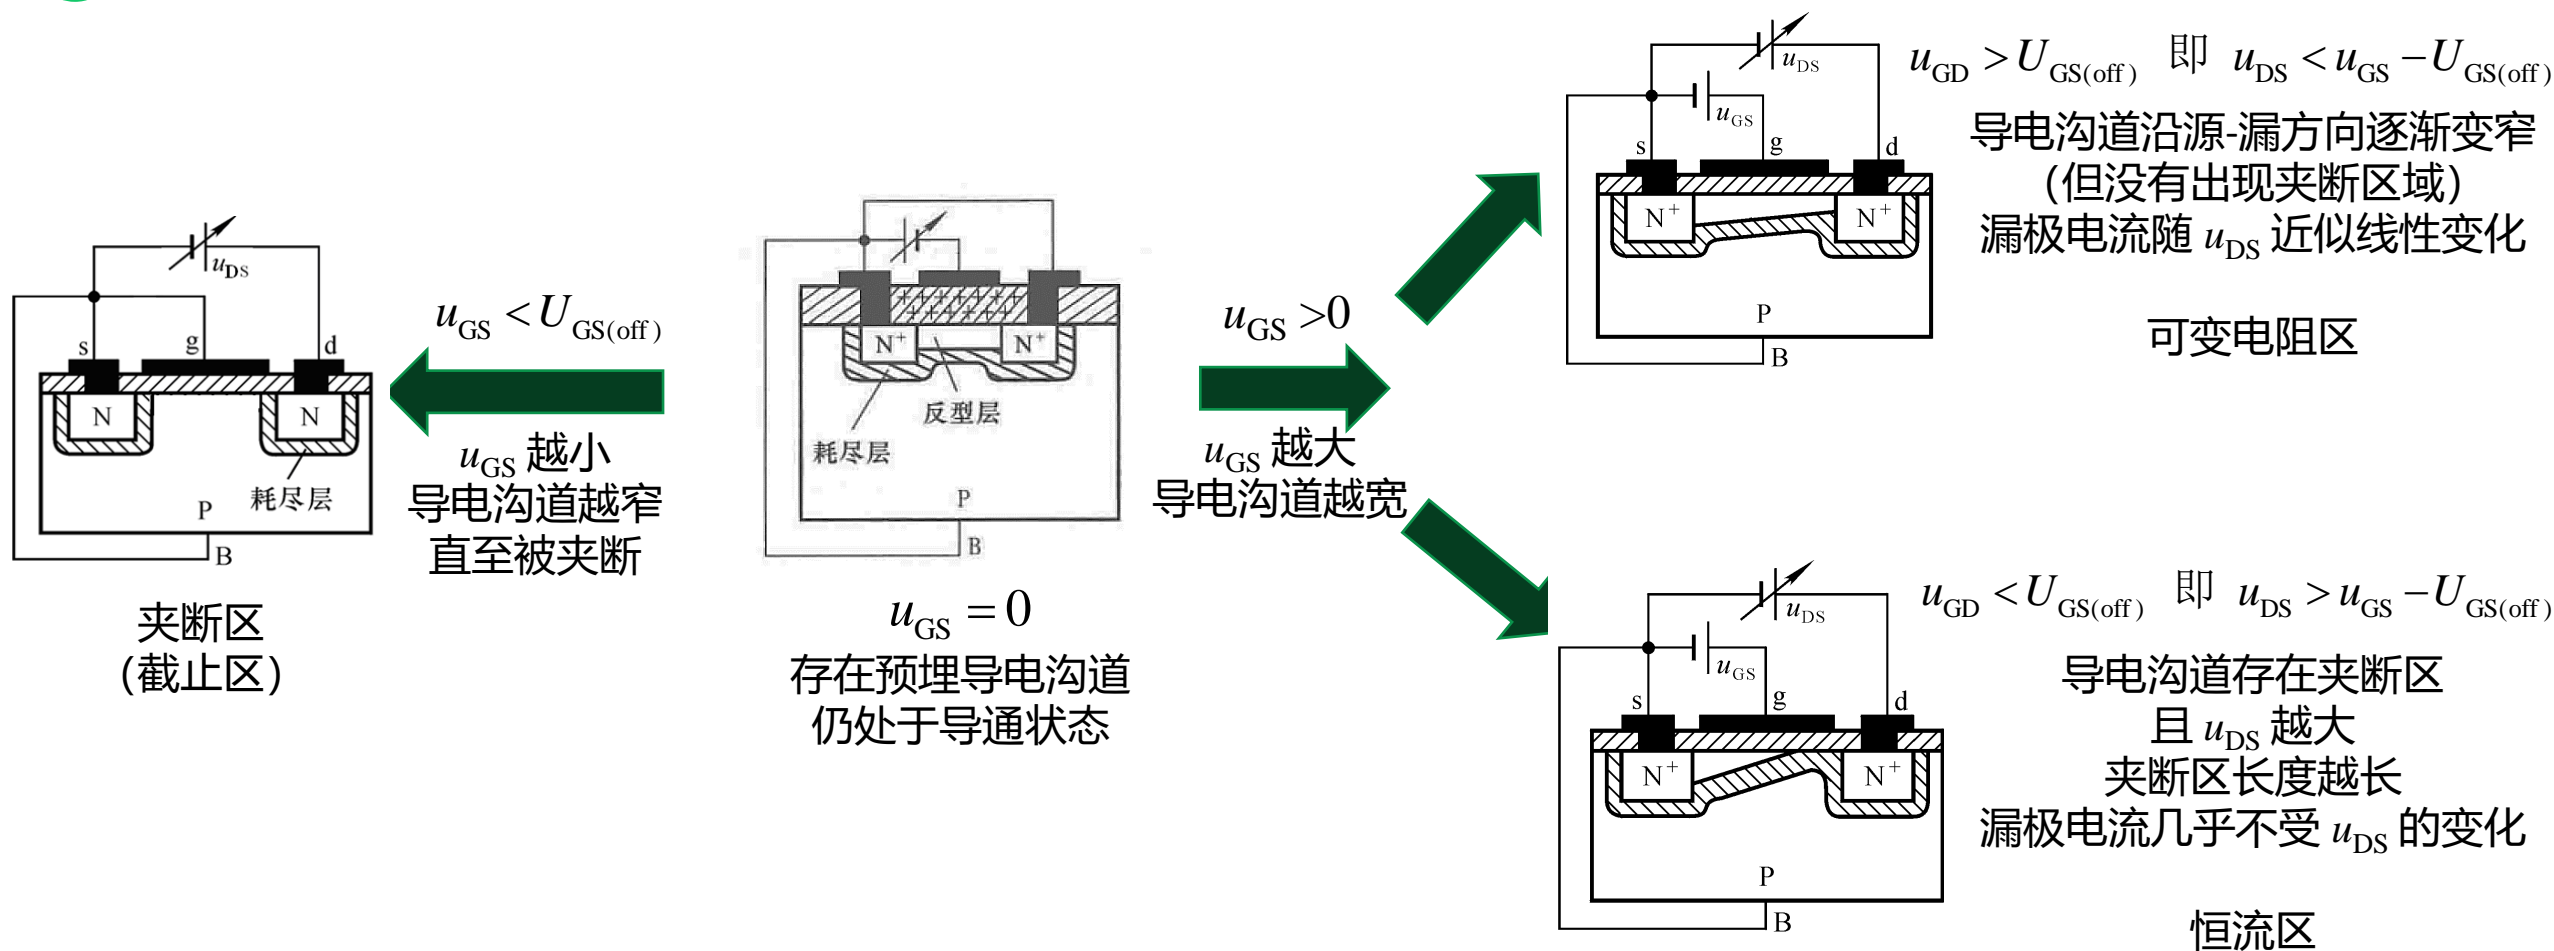 u_DS
s
g
d
N
N
耗尽层
P
B
夹断区
（截止区）
u_GS < U_GS(off)
u_GS 越小
导电沟道越窄
直至被夹断
+ + + + + + +
+ + + + + +
N⁺
N⁺
反型层
耗尽层
P
B
u_GS = 0
存在预埋导电沟道
仍处于导通状态
u_GS >0
u_GS 越大
导电沟道越宽
u_DS
u_GS
s
g
d
N⁺
N⁺
P
B
u_GD > U_GS(off) 即 u_DS < u_GS − U_GS(off)
导电沟道沿源-漏方向逐渐变窄
（但没有出现夹断区域）
漏极电流随 u_DS 近似线性变化
可变电阻区
u_DS
u_GS
s
g
d
N⁺
N⁺
P
B
u_GD < U_GS(off) 即 u_DS > u_GS − U_GS(off)
导电沟道存在夹断区
且 u_DS 越大
夹断区长度越长
漏极电流几乎不受 u_DS 的变化
恒流区